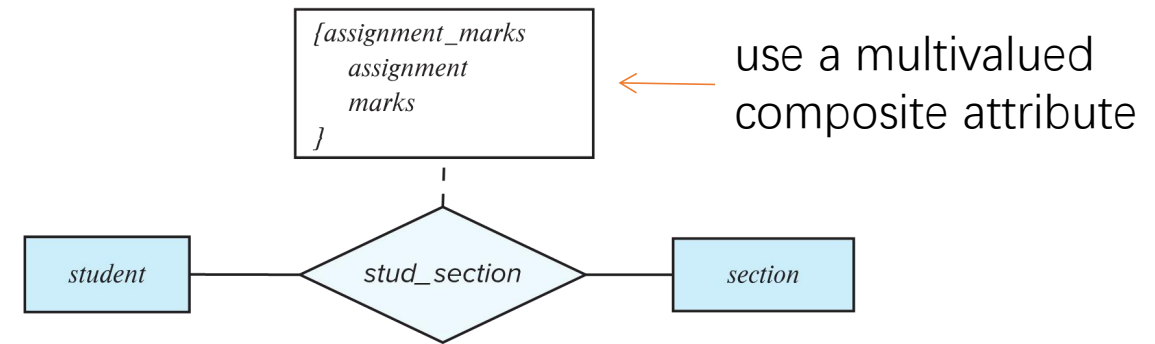 {assignment_marks
assignment
marks
}
use a multivalued
composite attribute
student
stud_section
section